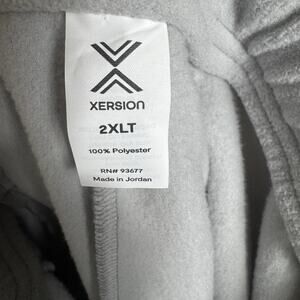 XERSION
2XLT
100% Polyester
RN# 93677
Made in Jordan